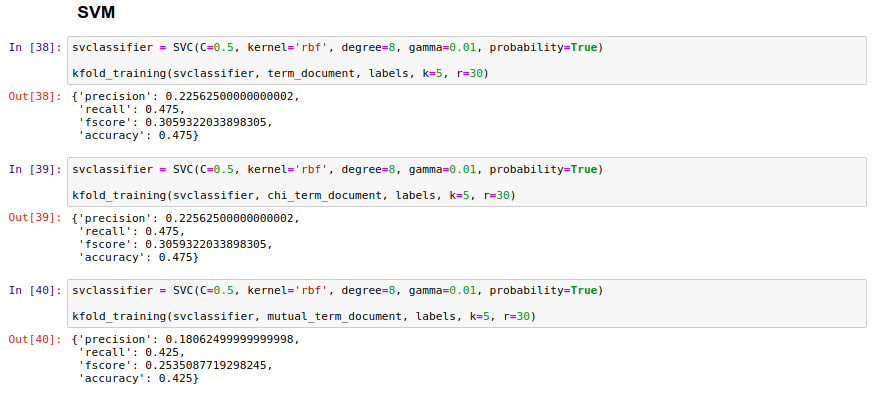 SVM
In [38]: svclassifier = SVC(C=0.5, kernel='rbf', degree=8, gamma=0.01, probability=True)
kfold_training(svclassifier, term_document, labels, k=5, r=30)
Out[38]: {'precision': 0.22562500000000002,
'recall': 0.475,
'fscore': 0.3059322033898305,
'accuracy': 0.475}
In [39]: svclassifier = SVC(C=0.5, kernel='rbf', degree=8, gamma=0.01, probability=True)
kfold_training(svclassifier, chi_term_document, labels, k=5, r=30)
Out[39]: {'precision': 0.22562500000000002,
'recall': 0.475,
'fscore': 0.3059322033898305,
'accuracy': 0.475}
In [40]: svclassifier = SVC(C=0.5, kernel='rbf', degree=8, gamma=0.01, probability=True)
kfold_training(svclassifier, mutual_term_document, labels, k=5, r=30)
Out[40]: {'precision': 0.18062499999999998,
'recall': 0.425,
'fscore': 0.2535087719298245,
'accuracy': 0.425}